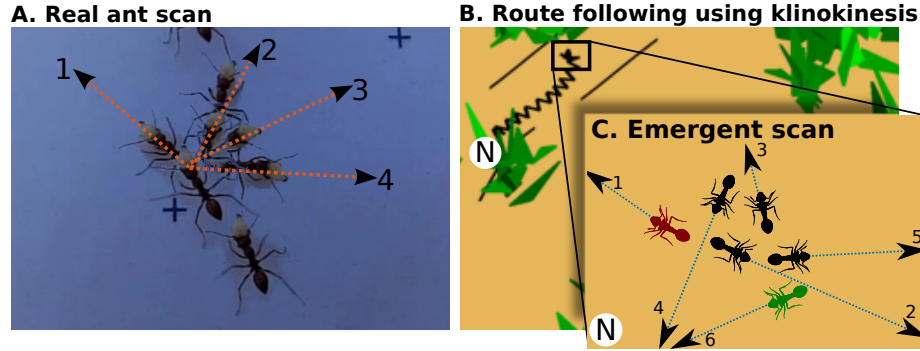 A. Real ant scan
B. Route following using klinokinesis
1
2
3
4
N
C. Emergent scan
1
3
5
4
2
6
N